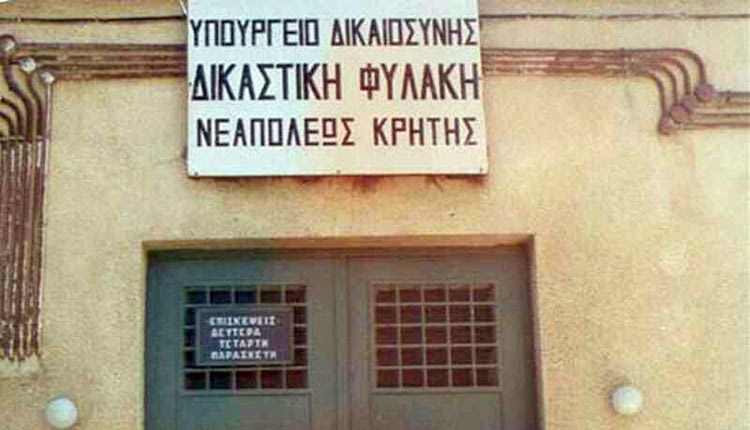 ΥΠΟΥΡΓΕΙΟ ΔΙΚΑΙΟΣΥΝΗΣ
ΔΙΚΑΣΤΙΚΗ ΦΥΛΑΚΗ
ΝΕΑΠΟΛΕΩΣ ΚΡΗΤΗΣ
ΕΠΙΣΚΕΨΕΙΣ
ΔΕΥΤΕΡΑ
ΤΕΤΑΡΤΗ
ΠΑΡΑΣΚΕΥΗ